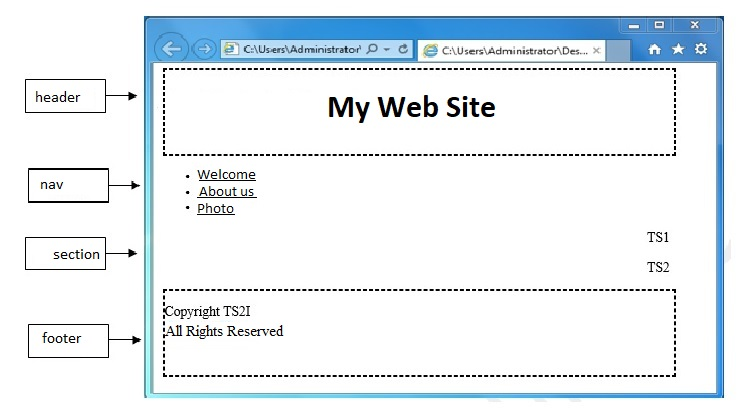 C:\Users\Administrator\
C:\Users\Administrator\Des...
header
My Web Site
nav
Welcome
About us
Photo
section
TS1
TS2
footer
Copyright TS2I
All Rights Reserved